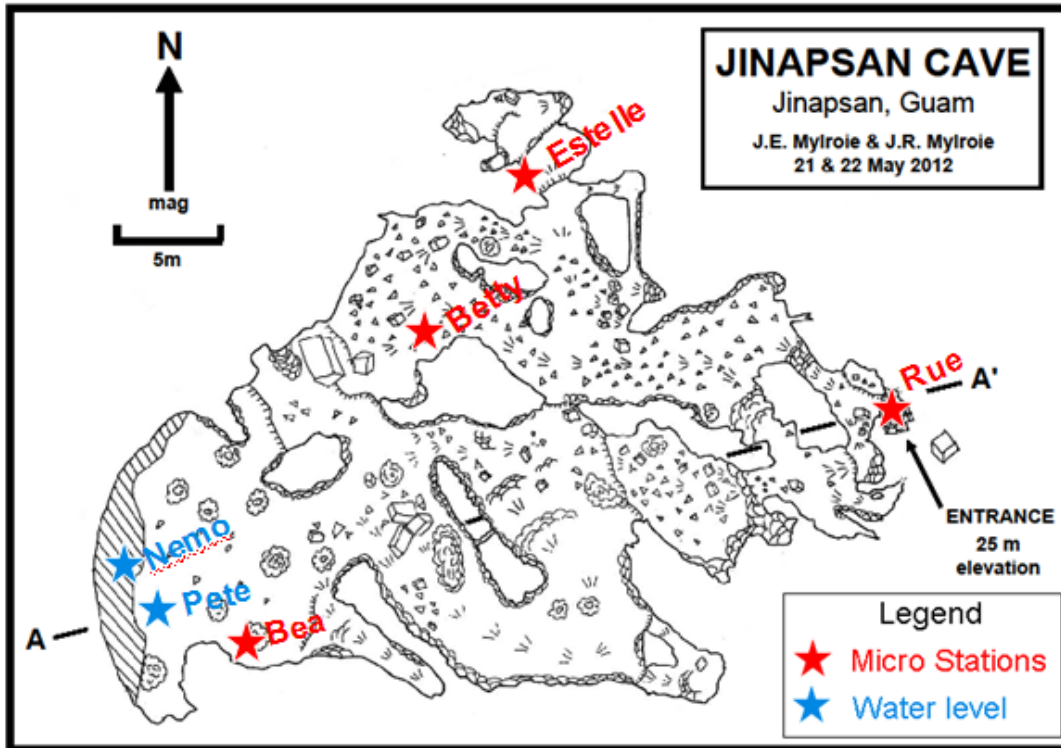 JINAPSAN CAVE
Jinapsan, Guam
J.E. Mylroie & J.R. Mylroie
21 & 22 May 2012
N
mag
5m
Estelle
Betty
Rue
A'
ENTRANCE
25 m
elevation
Nemo
Pete
Bea
A
Legend
Micro Stations
Water level